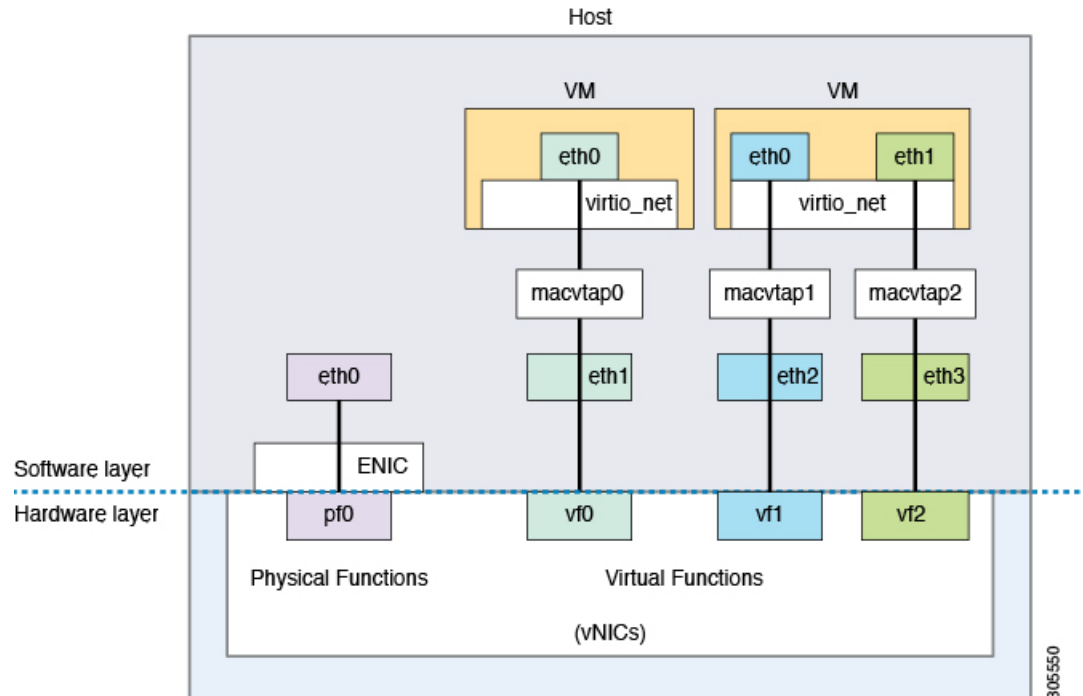 Host
VM
VM
eth0
eth0
eth1
virtio_net
virtio_net
macvtap0
macvtap1
macvtap2
eth0
eth1
eth2
eth3
ENIC
Software layer
Hardware layer
pf0
vf0
vf1
vf2
Physical Functions
Virtual Functions
(vNICs)
305550